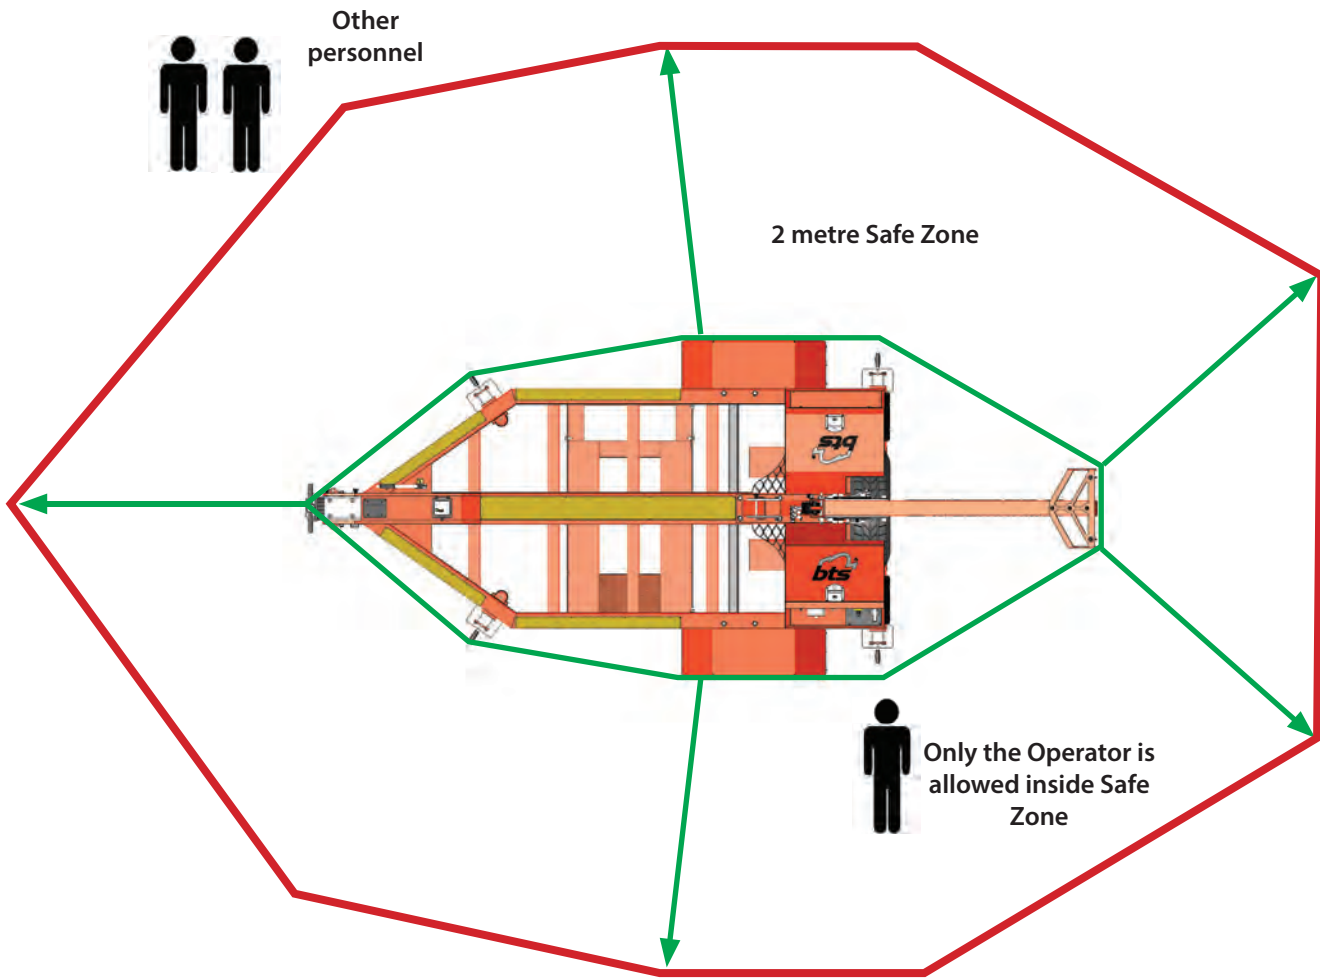 Other
personnel
2 metre Safe Zone
bts
bts
Only the Operator is
allowed inside Safe
Zone